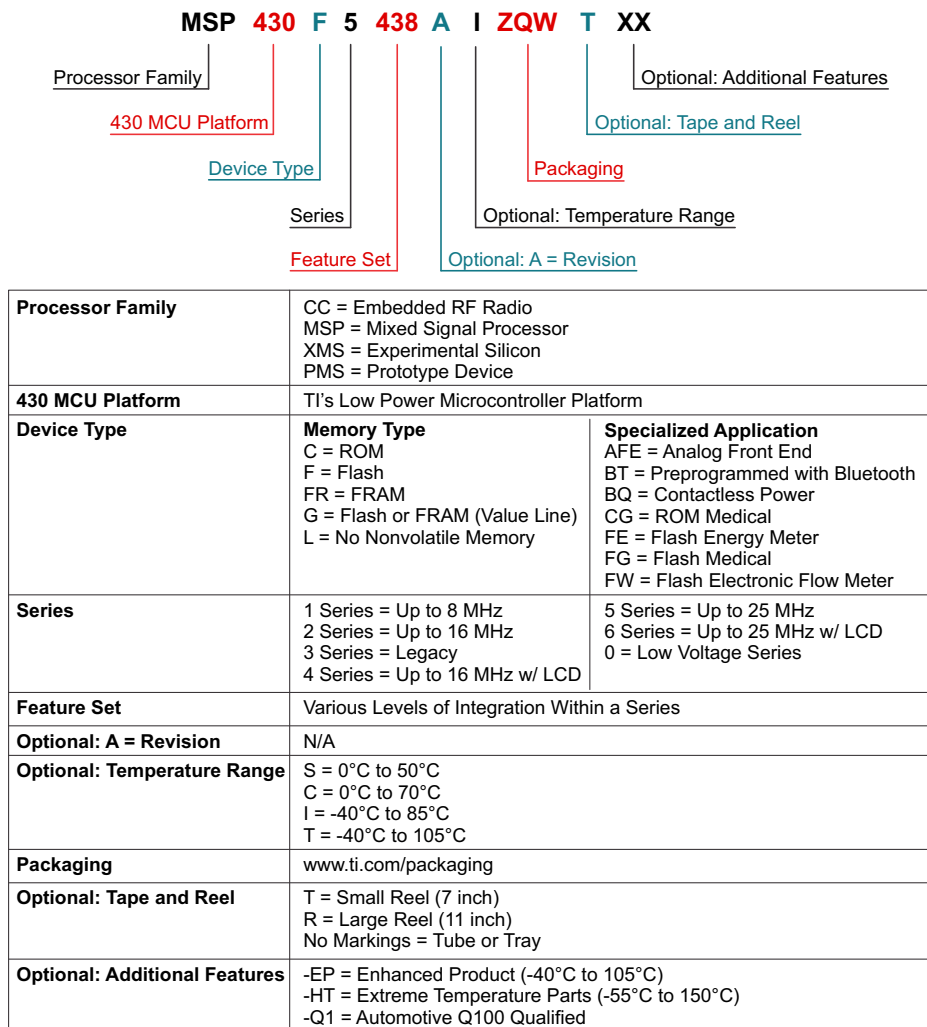 MSP 430 F 5 438 A I ZQW T XX
Processor Family
Optional: Additional Features
430 MCU Platform
Optional: Tape and Reel
Device Type
Packaging
Series
Optional: Temperature Range
Feature Set
Optional: A = Revision
Processor Family
CC = Embedded RF Radio
MSP = Mixed Signal Processor
XMS = Experimental Silicon
PMS = Prototype Device
430 MCU Platform
TI's Low Power Microcontroller Platform
Device Type
Memory Type
C = ROM
F = Flash
FR = FRAM
G = Flash or FRAM (Value Line)
L = No Nonvolatile Memory
Specialized Application
AFE = Analog Front End
BT = Preprogrammed with Bluetooth
BQ = Contactless Power
CG = ROM Medical
FE = Flash Energy Meter
FG = Flash Medical
FW = Flash Electronic Flow Meter
Series
1 Series = Up to 8 MHz
2 Series = Up to 16 MHz
3 Series = Legacy
4 Series = Up to 16 MHz w/ LCD
5 Series = Up to 25 MHz
6 Series = Up to 25 MHz w/ LCD
0 = Low Voltage Series
Feature Set
Various Levels of Integration Within a Series
Optional: A = Revision
N/A
Optional: Temperature Range
S = 0°C to 50°C
C = 0°C to 70°C
I = -40°C to 85°C
T = -40°C to 105°C
Packaging
www.ti.com/packaging
Optional: Tape and Reel
T = Small Reel (7 inch)
R = Large Reel (11 inch)
No Markings = Tube or Tray
Optional: Additional Features
-EP = Enhanced Product (-40°C to 105°C)
-HT = Extreme Temperature Parts (-55°C to 150°C)
-Q1 = Automotive Q100 Qualified